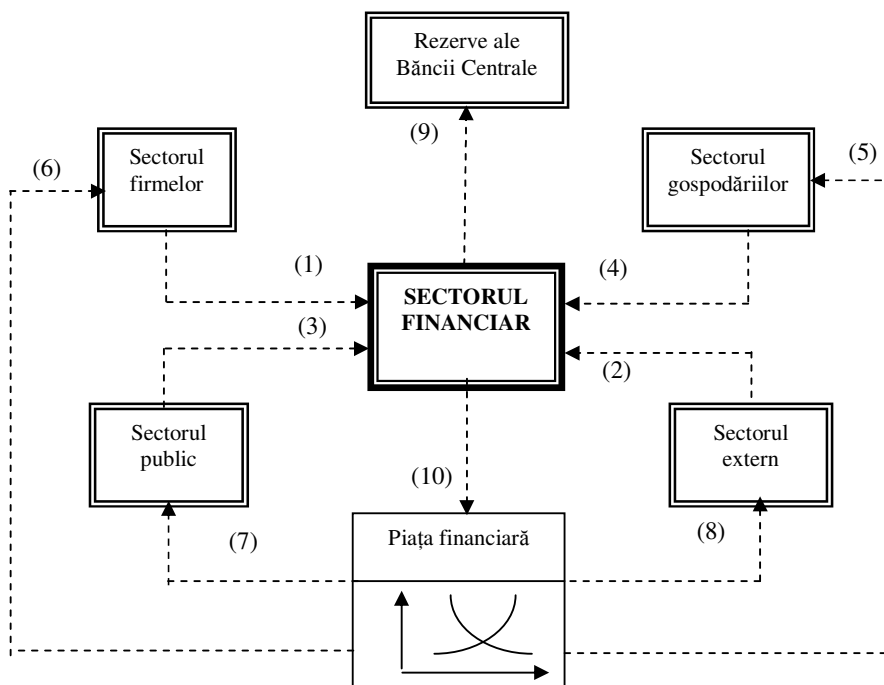 Rezerve ale
Băncii Centrale
(9)
(6)
Sectorul
firmelor
Sectorul
gospodăriilor
(5)
(1)
(4)
SECTORUL
FINANCIAR
(3)
(2)
Sectorul
public
Sectorul
extern
(10)
(7)
Piața financiară
(8)